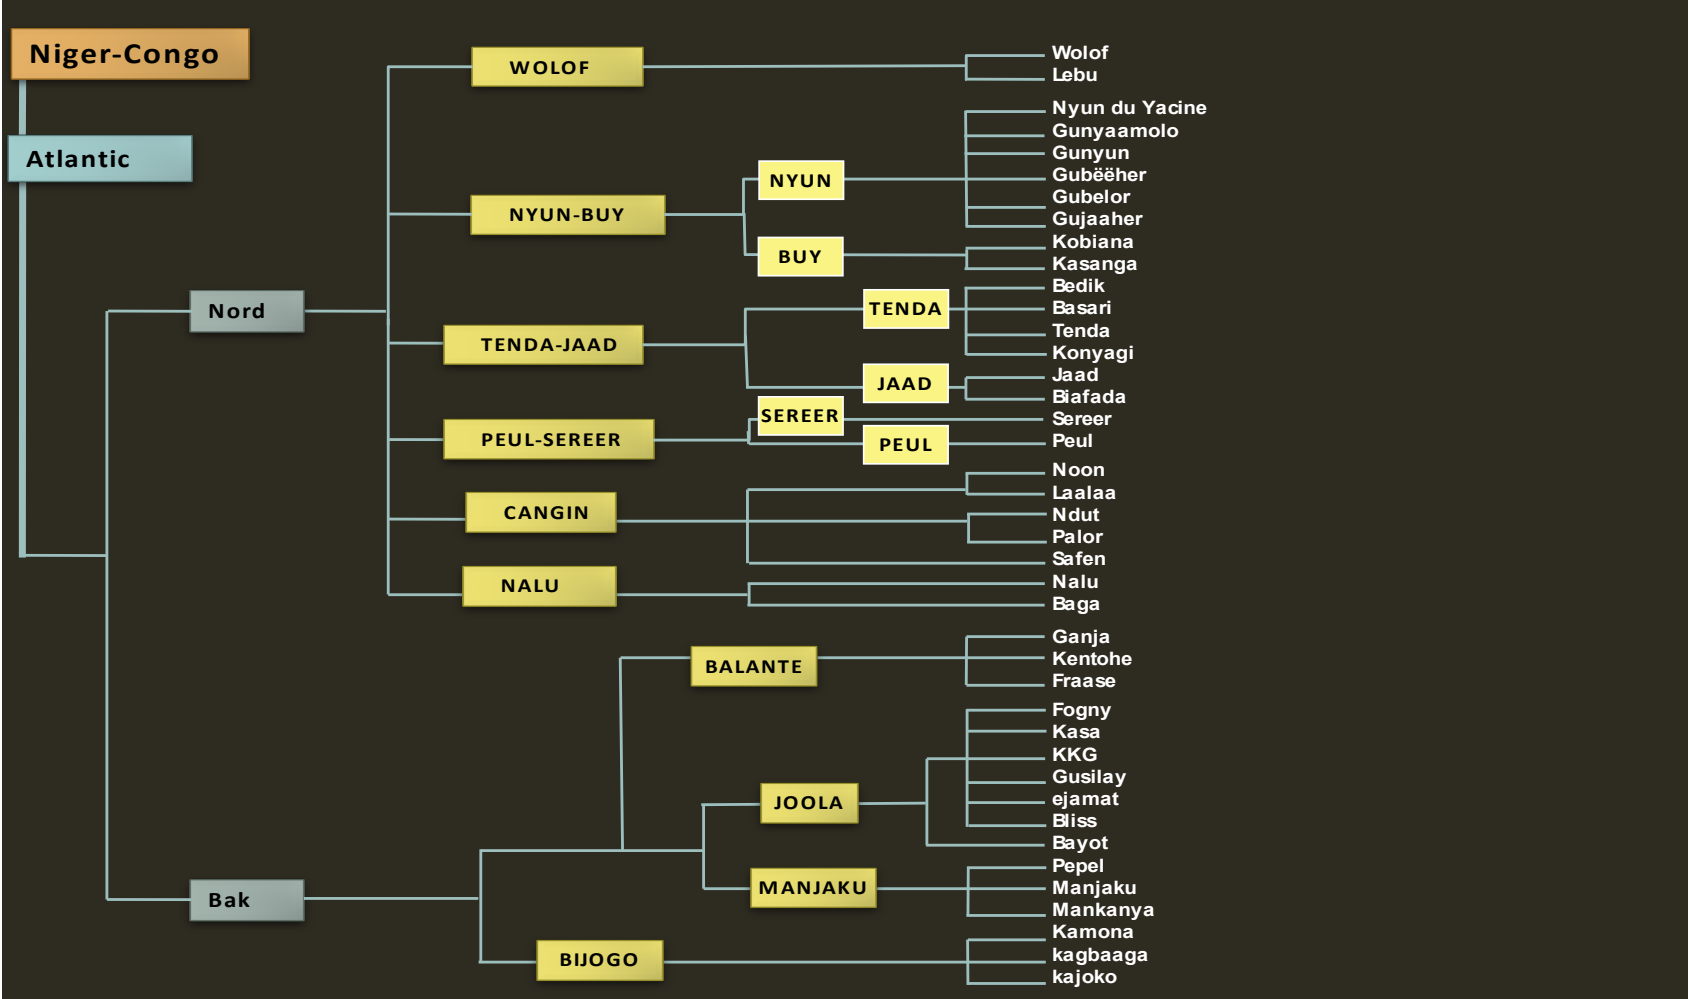 Niger-Congo
Atlantic
Nord
Bak
WOLOF
NYUN-BUY
NYUN
BUY
TENDA-JAAD
TENDA
JAAD
PEUL-SEREER
SEREER
PEUL
CANGIN
NALU
BALANTE
JOOLA
MANJAKU
BIJOGO
Wolof
Lebu
Nyun du Yacine
Gunyaamolo
Gunyun
Gubëëher
Gubelor
Gujaaher
Kobiana
Kasanga
Bedik
Basari
Tenda
Konyagi
Jaad
Biafada
Sereer
Peul
Noon
Laalaa
Ndut
Palor
Safen
Nalu
Baga
Ganja
Kentohe
Fraase
Fogny
Kasa
KKG
Gusilay
ejamat
Bliss
Bayot
Pepel
Manjaku
Mankanya
Kamona
kagbaaga
kajoko